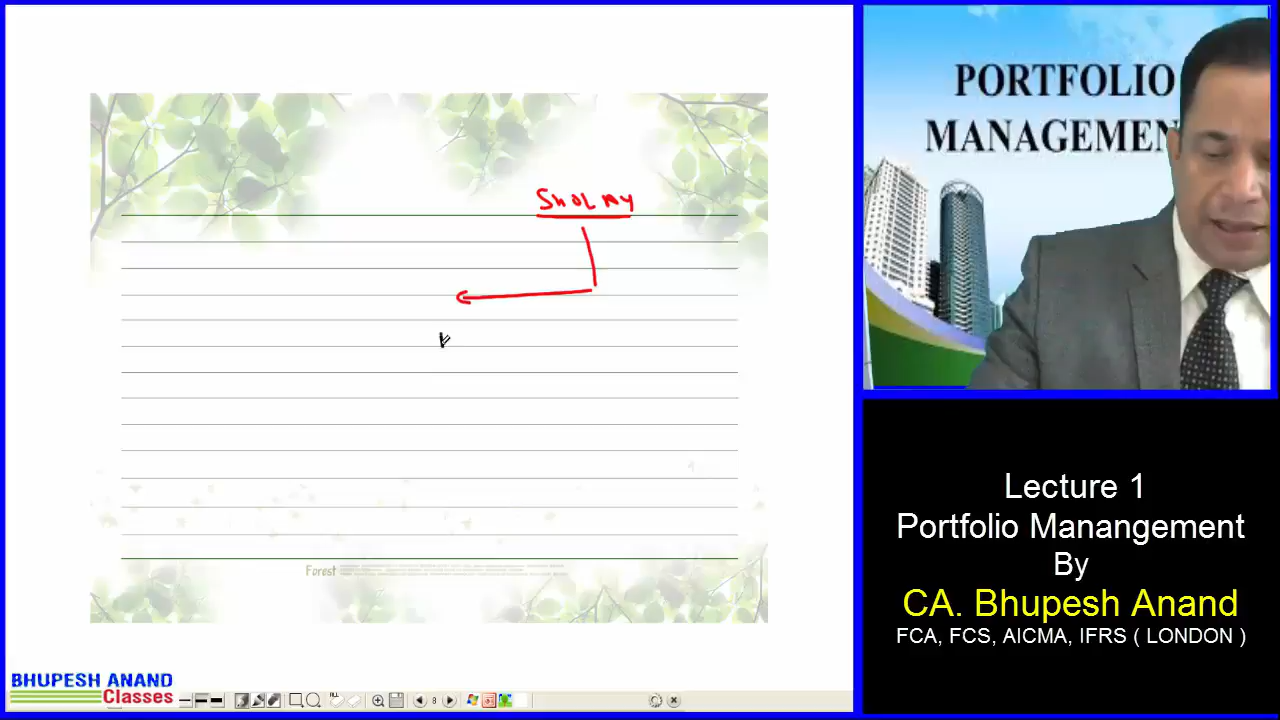 SHOLAY
Forest
PORTFOLIO
MANAGEMEN
Lecture 1
Portfolio Manangement
By
CA. Bhupesh Anand
FCA, FCS, AICMA, IFRS ( LONDON )
BHUPESH ANAND
Classes
8